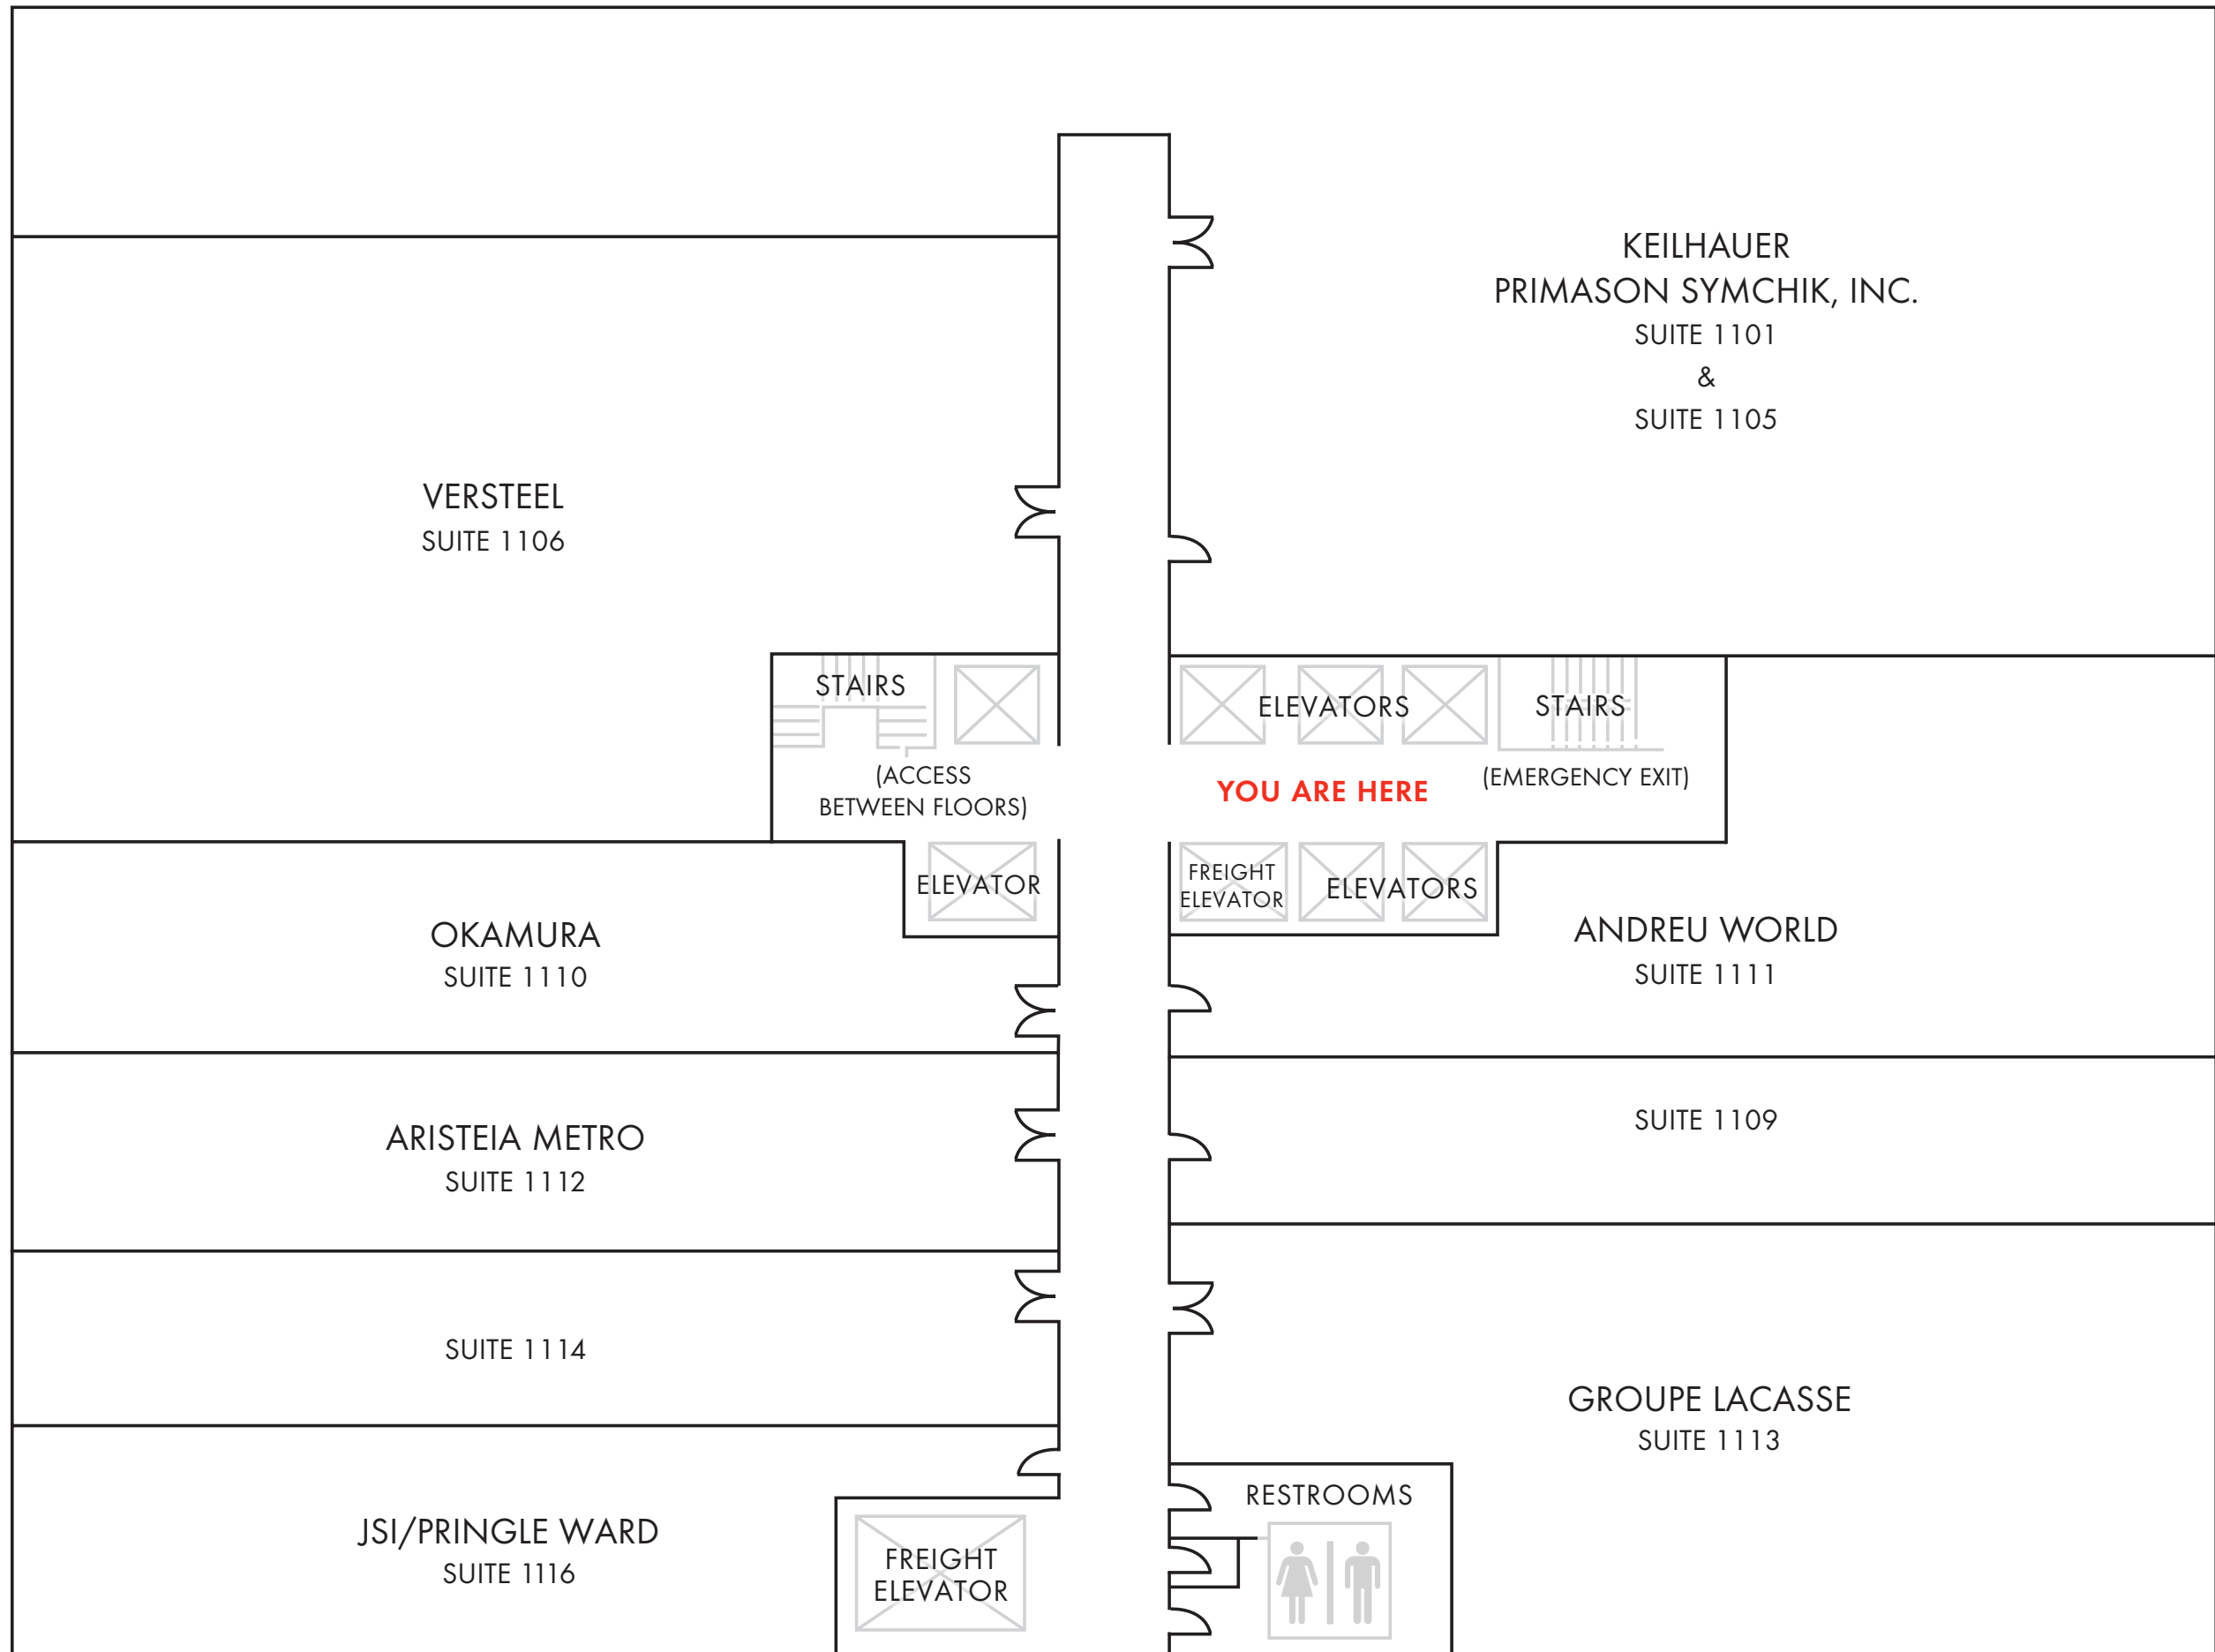 KEILHAUER
PRIMASON SYMCHIK, INC.
SUITE 1101
&
SUITE 1105
VERSTEEL
SUITE 1106
STAIRS
(ACCESS
BETWEEN FLOORS)
ELEVATOR
ELEVATORS
STAIRS
(EMERGENCY EXIT)
YOU ARE HERE
FREIGHT
ELEVATOR
ELEVATORS
OKAMURA
SUITE 1110
ANDREU WORLD
SUITE 1111
ARISTEIA METRO
SUITE 1112
SUITE 1109
SUITE 1114
GROUPE LACASSE
SUITE 1113
JSI/PRINGLE WARD
SUITE 1116
FREIGHT
ELEVATOR
RESTROOMS